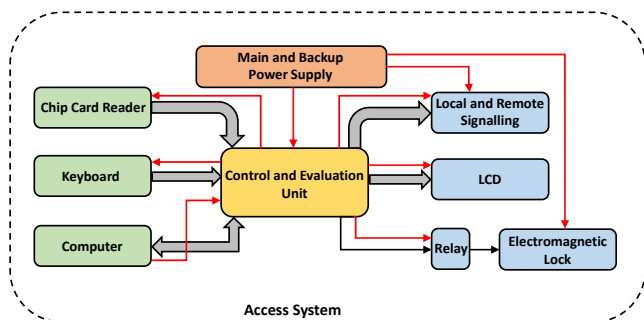 Main and Backup
Power Supply
Chip Card Reader
Local and Remote
Signalling
Keyboard
Control and Evaluation
Unit
LCD
Computer
Relay
Electromagnetic
Lock
Access System